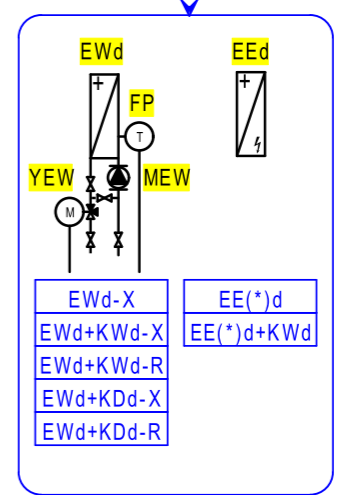 EWd
EEd
+
+
FP
T
YEW
MEW
M
EWd-X
EE(*)d
EWd+KWd-X
EE(*)d+KWd
EWd+KWd-R
EWd+KDd-X
EWd+KDd-R